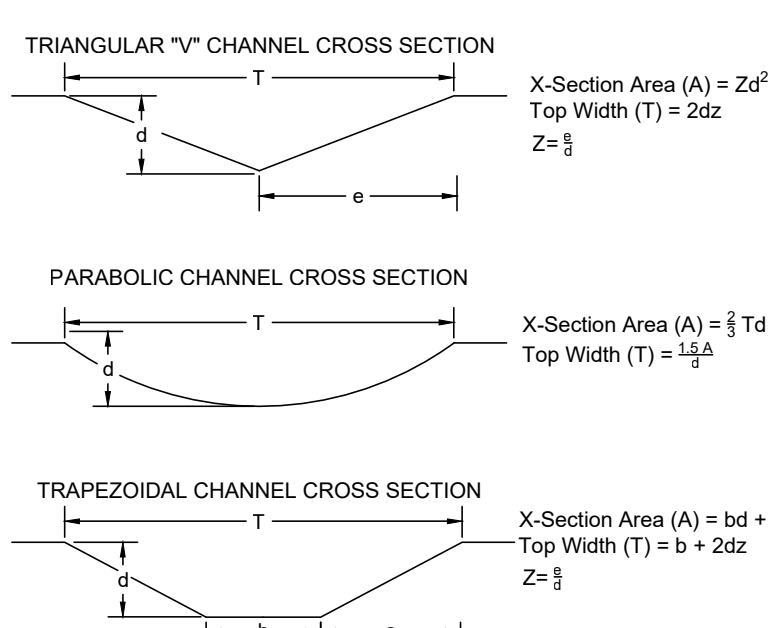 TRIANGULAR "V" CHANNEL CROSS SECTION
T
X-Section Area (A) = Zd²
Top Width (T) = 2dz
d
Z= e/d
e
PARABOLIC CHANNEL CROSS SECTION
T
X-Section Area (A) = 2/3 Td
Top Width (T) = 1.5 A/d
d
TRAPEZOIDAL CHANNEL CROSS SECTION
T
X-Section Area (A) = bd +
Top Width (T) = b + 2dz
d
Z= e/d